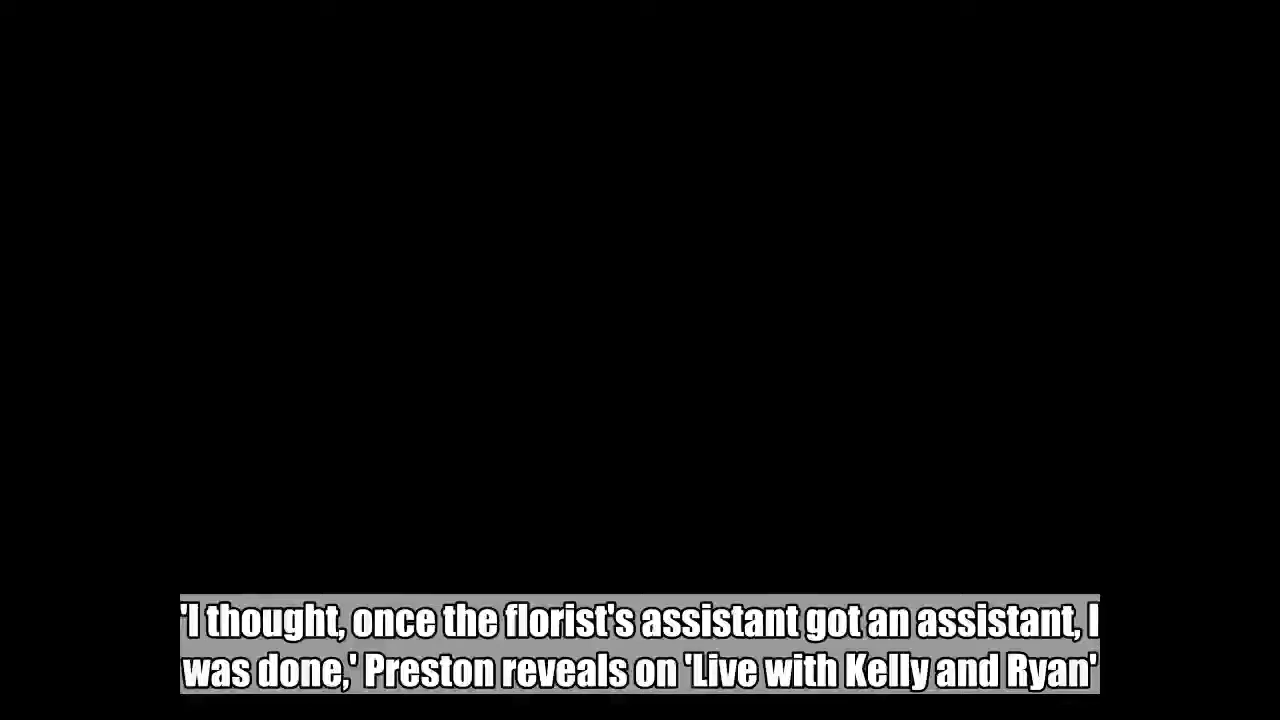 'I thought, once the florist's assistant got an assistant, I
was done,' Preston reveals on 'Live with Kelly and Ryan'